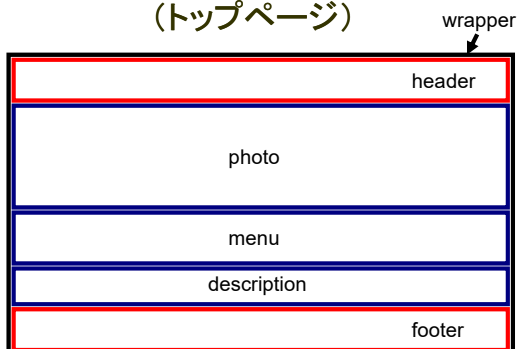 (トップページ)
wrapper
header
photo
menu
description
footer